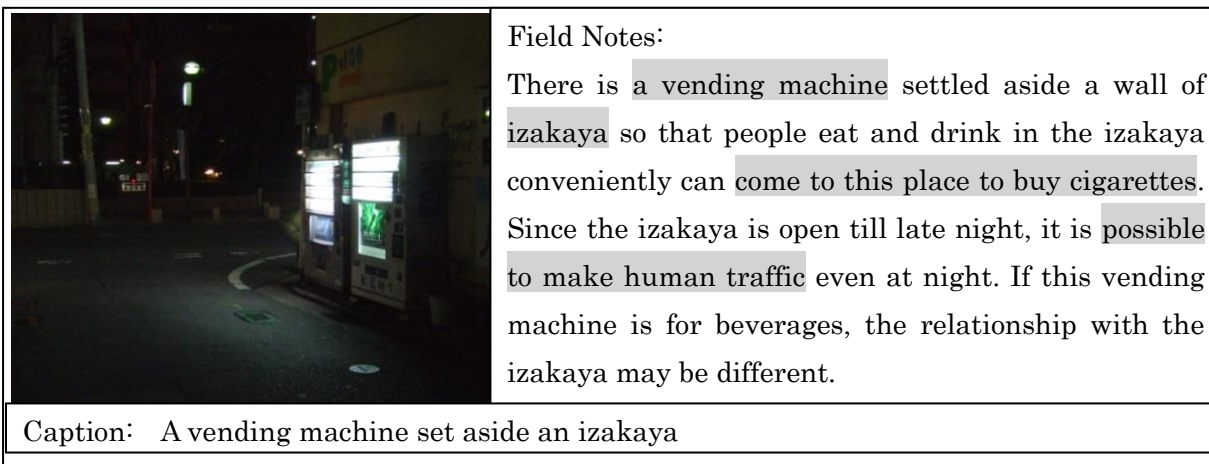 Field Notes:
There is a vending machine settled aside a wall of
izakaya so that people eat and drink in the izakaya
conveniently can come to this place to buy cigarettes.
Since the izakaya is open till late night, it is possible
to make human traffic even at night. If this vending
machine is for beverages, the relationship with the
izakaya may be different.
Caption: A vending machine set aside an izakaya